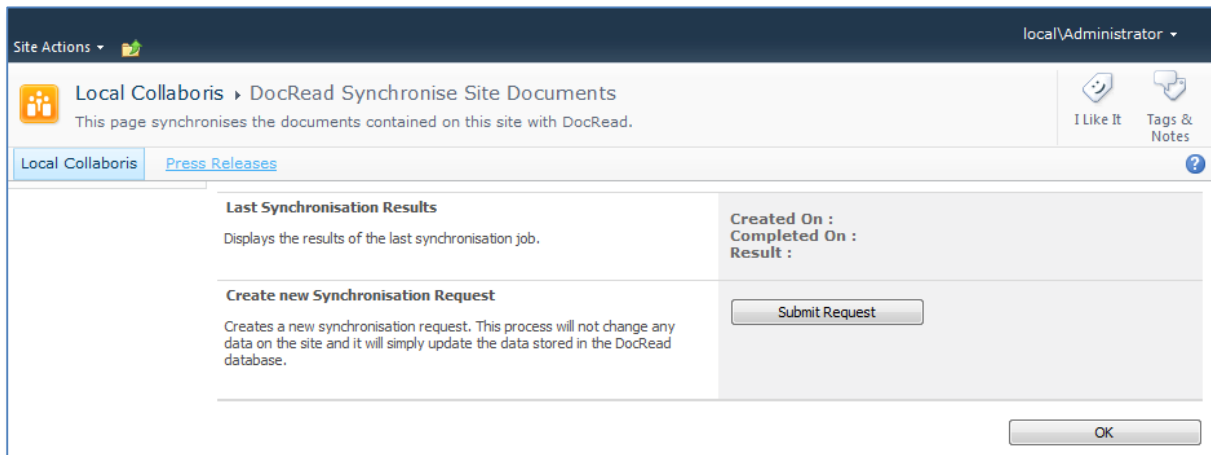 local\Administrator
Site Actions
Local Collaboris ▸ DocRead Synchronise Site Documents
This page synchronises the documents contained on this site with DocRead.
I Like It
Tags &
Notes
Local Collaboris
Press Releases
Last Synchronisation Results
Displays the results of the last synchronisation job.
Created On :
Completed On :
Result :
Create new Synchronisation Request
Creates a new synchronisation request. This process will not change any
data on the site and it will simply update the data stored in the DocRead
database.
Submit Request
OK